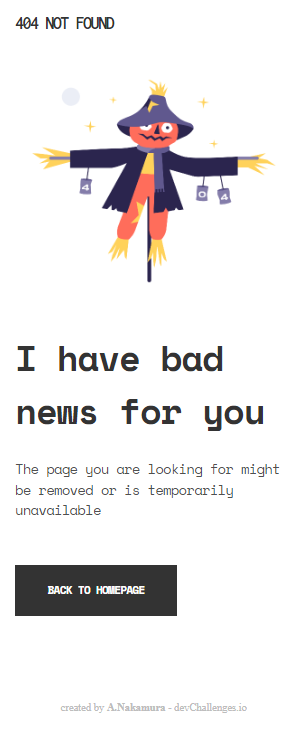 404 NOT FOUND
4
0
4
I have bad
news for you
The page you are looking for might
be removed or is temporarily
unavailable
BACK TO HOMEPAGE
created by A.Nakamura - devChallenges.io